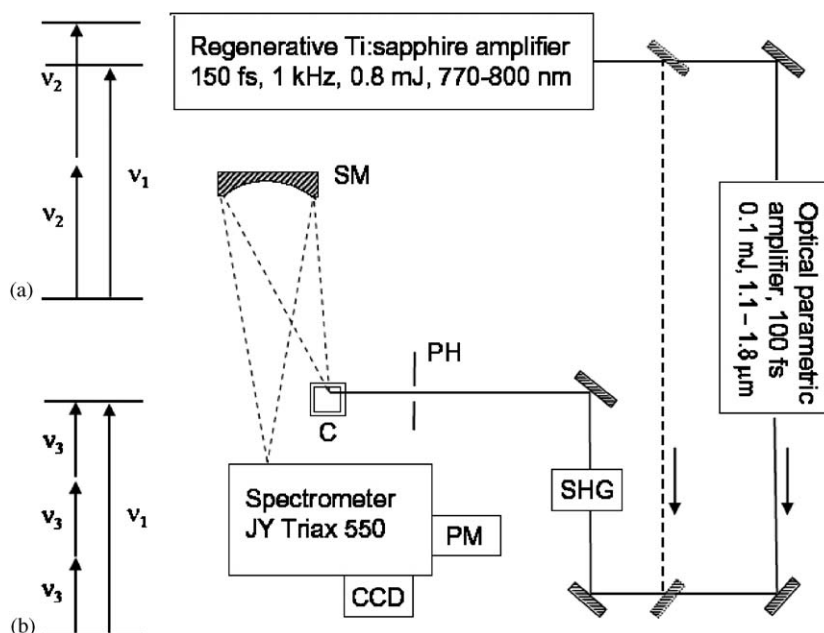 Regenerative Ti:sapphire amplifier
150 fs, 1 kHz, 0.8 mJ, 770-800 nm
ν2
ν1
ν2
(a)
SM
Optical parametric
amplifier, 100 fs
0.1 mJ, 1.1 – 1.8 μm
PH
C
ν3
ν3
ν1
ν3
(b)
Spectrometer
JY Triax 550
PM
CCD
SHG